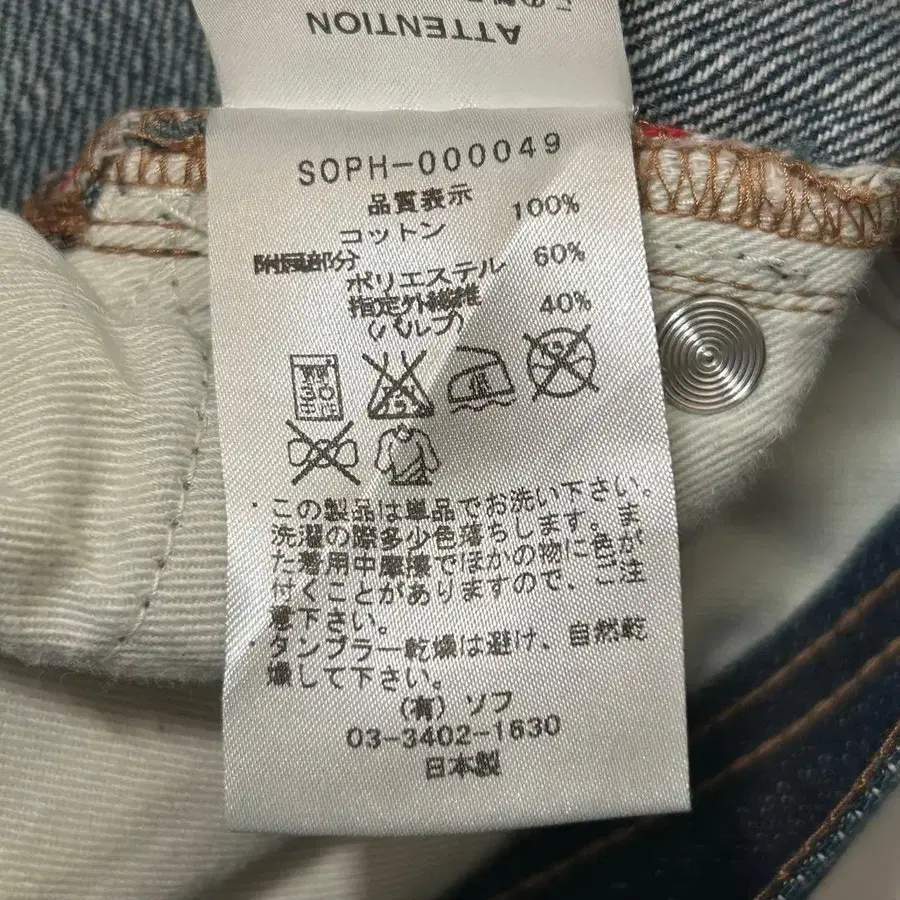 この製
ATTENTION
SOPH-000049
品質表示
コットン 100%
附属部分
ポリエステル 60%
指定外繊維 40%
(パルプ)
・この製品は単品でお洗い下さい。
洗濯の際多少色落ちします。ま
た着用中摩擦でほかの物に色が
付くことがありますので、ご注
意下さい。
・タンブラー乾燥は避け、自然乾
燥して下さい。
(有)ソフ
03-3402-1630
日本製